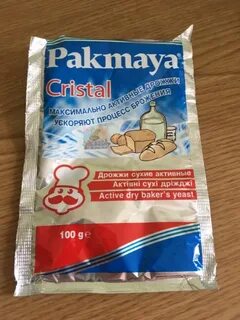 Pakmaya
Cristal
МАКСИМАЛЬНО АКТИВНЫЕ ДРОЖЖИ
УСКОРЯЮТ ПРОЦЕСС БРОЖЕНИЯ
Дрожжи сухие активные
Активні сухі дріжджі
Active dry baker's yeast
100 g e